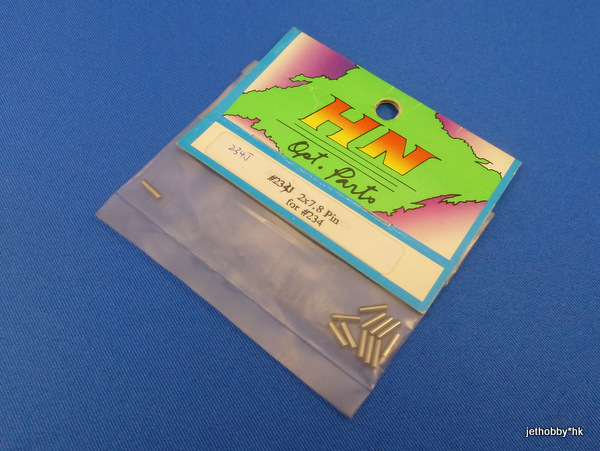 HN
Opt. Parts
234J
#234J 2x7.8 Pin
for #234
jethobby*hk